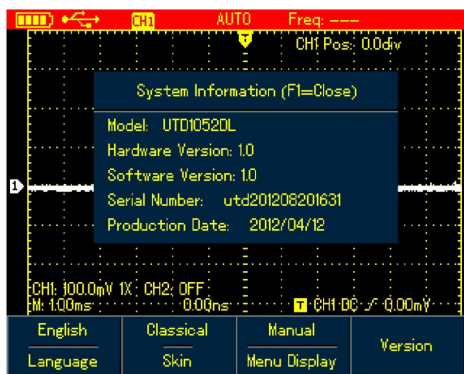 CH1 AUTO Freq: ----
T CH1 Pos: 0.0div
System Information (F1=Close)
Model: UTD1052DL
Hardware Version: 1.0
Software Version: 1.0
Serial Number: utd201208201631
Production Date: 2012/04/12
1
CH1: 100.0mV 1X CH2: OFF
M: 1.00ms 0.00ns T CH1 DC 0.00mV
English Classical Manual
Version
Language Skin Menu Display